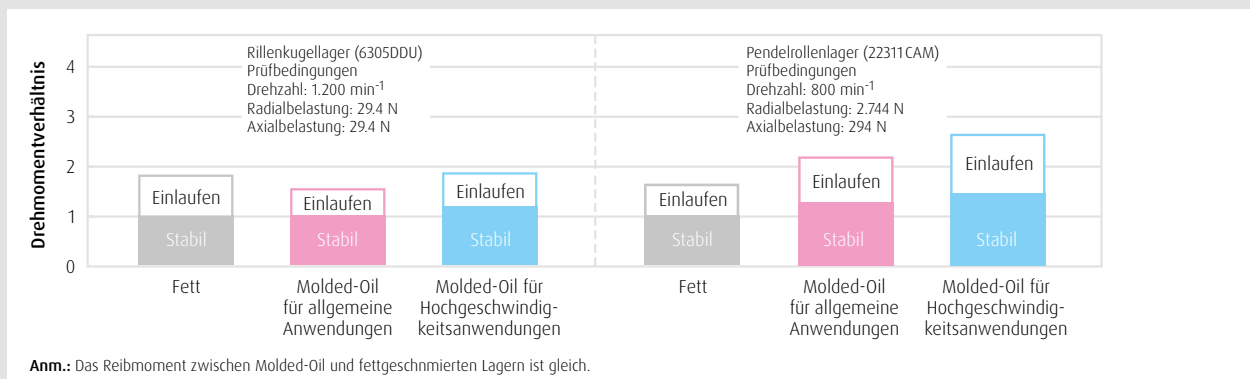 Drehmomentverhältnis
4
3
2
1
0
Rillenkugellager (6305DDU)
Prüfbedingungen
Drehzahl: 1.200 min-1
Radialbelastung: 29.4 N
Axialbelastung: 29.4 N
Pendelrollenlager (22311CAM)
Prüfbedingungen
Drehzahl: 800 min-1
Radialbelastung: 2.744 N
Axialbelastung: 294 N
Einlaufen
Stabil
Einlaufen
Stabil
Einlaufen
Stabil
Einlaufen
Stabil
Einlaufen
Stabil
Einlaufen
Stabil
Fett
Molded-Oil
für allgemeine
Anwendungen
Molded-Oil für
Hochgeschwindig-
keitsanwendungen
Fett
Molded-Oil
für allgemeine
Anwendungen
Molded-Oil für
Hochgeschwindig-
keitsanwendungen
Anm.: Das Reibmoment zwischen Molded-Oil und fettgeschnmierten Lagern ist gleich.